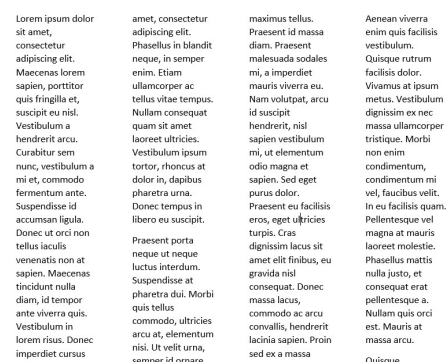 Lorem ipsum dolor
sit amet,
consectetur
adipiscing elit.
Maecenas lorem
sapien, porttitor
quis fringilla et,
suscipit eu nisl.
Vestibulum a
hendrerit arcu.
Curabitur sem
nunc, vestibulum a
mi et, commodo
fermentum ante.
Suspendisse id
accumsan ligula.
Donec ut orci non
tellus iaculis
venenatis non at
sapien. Maecenas
tincidunt nulla
diam, id tempor
ante viverra quis.
Vestibulum in
lorem risus. Donec
imperdiet cursus
amet, consectetur
adipiscing elit.
Phasellus in blandit
neque, in semper
enim. Etiam
ullamcorper ac
tellus vitae tempus.
Nullam consequat
quam sit amet
laoreet ultricies.
Vestibulum ipsum
tortor, rhoncus at
dolor in, dapibus
pharetra urna.
Donec tempus in
libero eu suscipit.
Praesent porta
neque ut neque
luctus interdum.
Suspendisse at
pharetra dui. Morbi
quis tellus
commodo, ultricies
arcu at, elementum
nisi. Ut velit urna,
semper id ornare
maximus tellus.
Praesent id massa
diam. Praesent
malesuada sodales
mi, a imperdiet
mauris viverra eu.
Nam volutpat, arcu
id suscipit
hendrerit, nisl
sapien vestibulum
mi, ut elementum
odio magna et
sapien. Sed eget
purus dolor.
Praesent eu facilisis
eros, eget ultricies
turpis. Cras
dignissim lacus sit
amet elit finibus, eu
gravida nisl
consequat. Donec
massa lacus,
commodo ac arcu
convallis, hendrerit
lacinia sapien. Proin
sed ex a massa
Aenean viverra
enim quis facilisis
vestibulum.
Quisque rutrum
facilisis dolor.
Vivamus at ipsum
metus. Vestibulum
dignissim ex nec
massa ullamcorper
tristique. Morbi
non enim
condimentum,
condimentum mi
vel, faucibus velit.
In eu facilisis quam.
Pellentesque vel
magna at mauris
laoreet molestie.
Phasellus mattis
nulla justo, et
consequat erat
pellentesque a.
Nullam quis orci
est. Mauris at
massa arcu.
Quisque